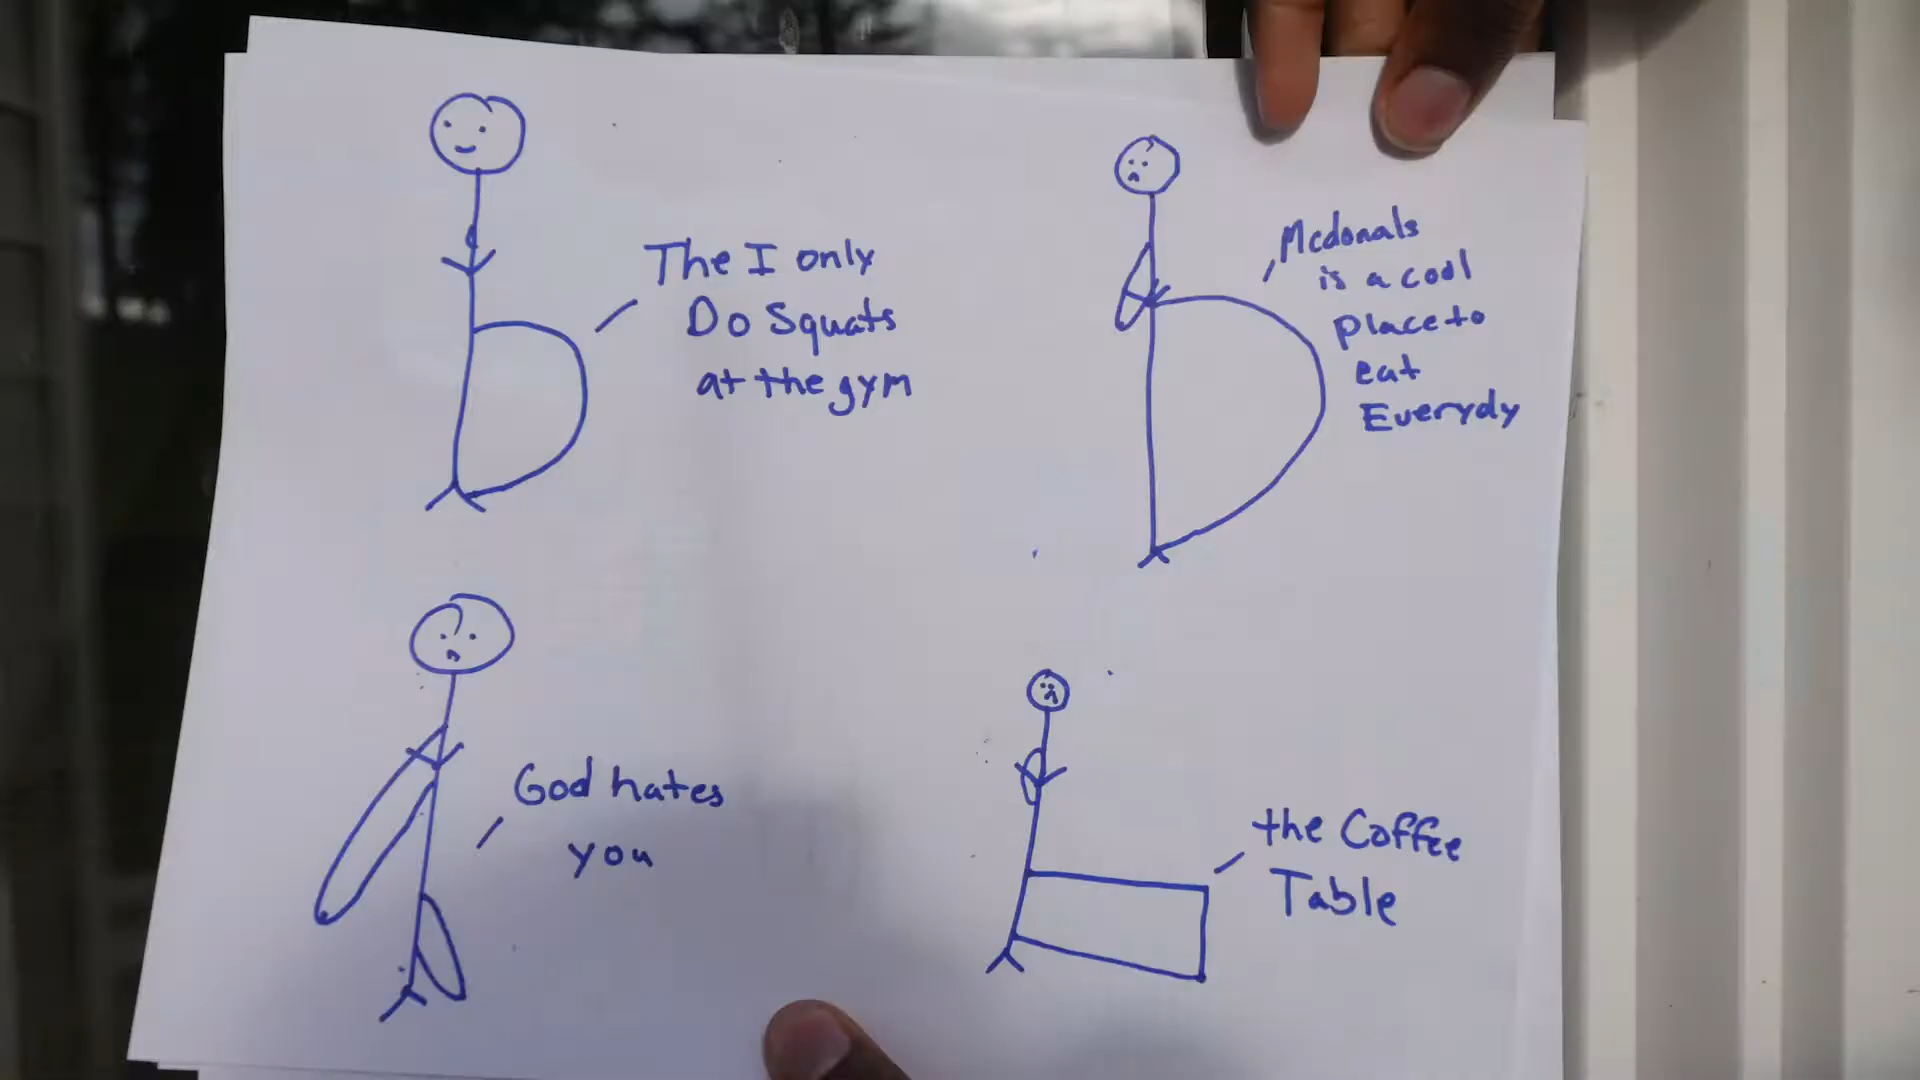 The I only
Do Squats
at the gym
Mcdonals
is a cool
place to
eat
Everydy
God hates
you
the Coffee
Table